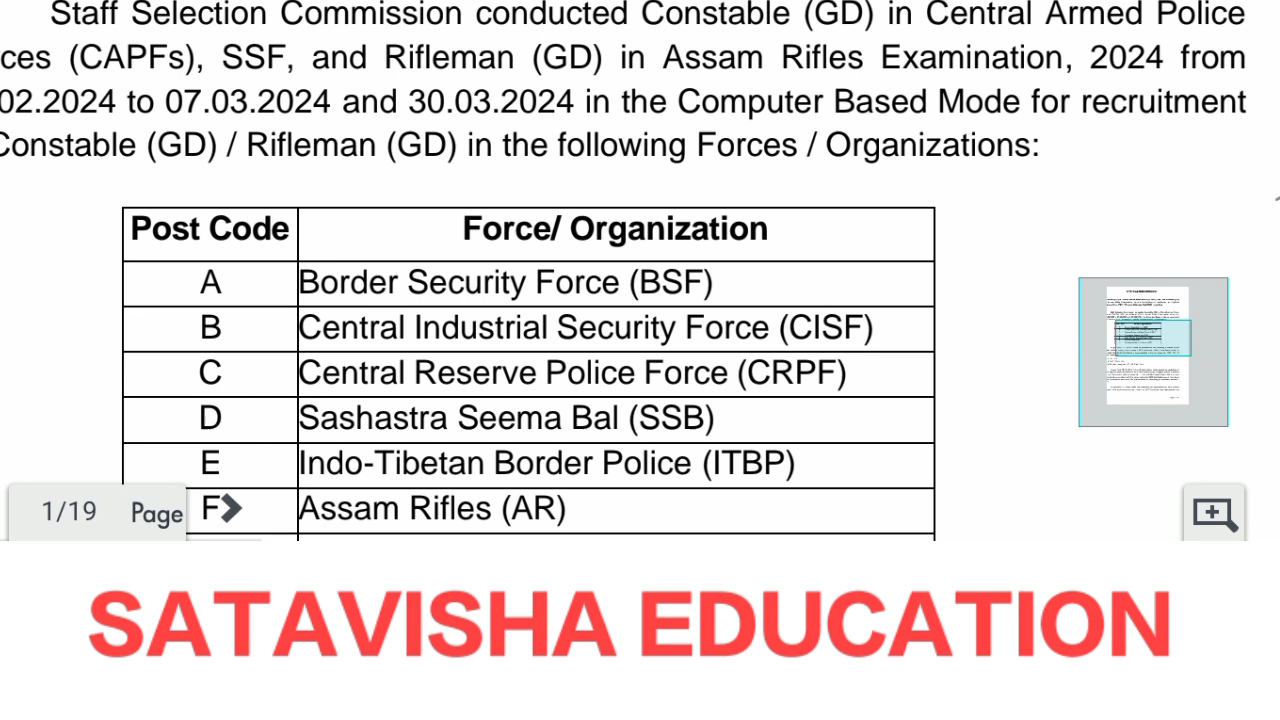 Staff Selection Commission conducted Constable (GD) in Central Armed Police
ces (CAPFs), SSF, and Rifleman (GD) in Assam Rifles Examination, 2024 from
02.2024 to 07.03.2024 and 30.03.2024 in the Computer Based Mode for recruitment
Constable (GD) / Rifleman (GD) in the following Forces / Organizations:
Post Code Force/ Organization
A Border Security Force (BSF)
B Central Industrial Security Force (CISF)
C Central Reserve Police Force (CRPF)
D Sashastra Seema Bal (SSB)
E Indo-Tibetan Border Police (ITBP)
F Assam Rifles (AR)
1/19 Page
SATAVISHA EDUCATION